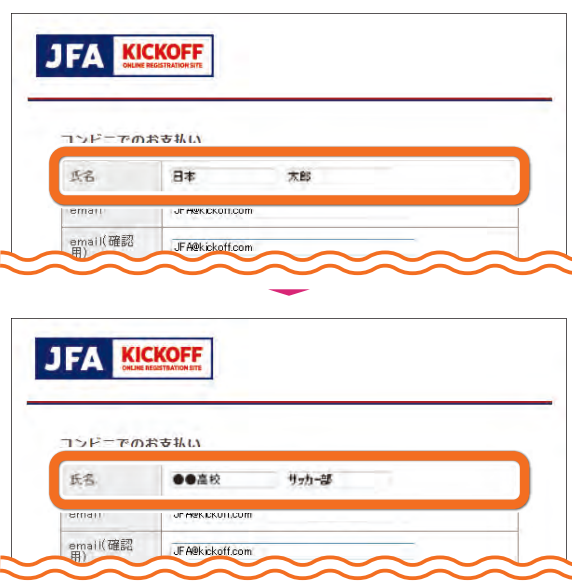 JFA KICKOFF
ONLINE REGISTRATION SITE
コンビニでのお支払い
氏名 日本 太郎
email JFA@kickoff.com
email(確認用) JFA@kickoff.com
JFA KICKOFF
ONLINE REGISTRATION SITE
コンビニでのお支払い
氏名 ●●高校 サッカー部
email JFA@kickoff.com
email(確認用) JFA@kickoff.com